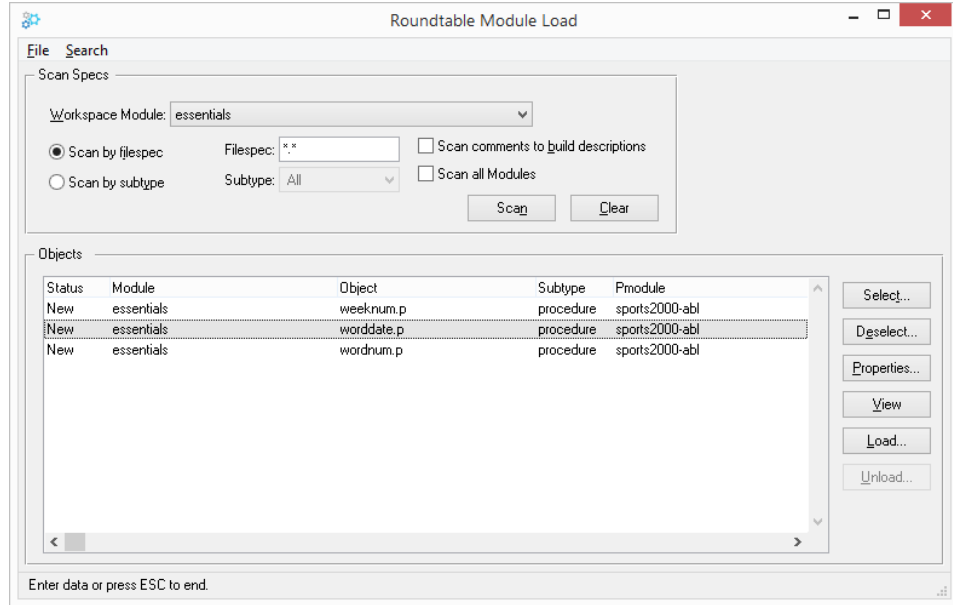 Roundtable Module Load
File Search
Scan Specs
Workspace Module: essentials
Scan by filespec Filespec: *.* Scan comments to build descriptions
Scan by subtype Subtype: All Scan all Modules
Scan Clear
Objects
Status Module Object Subtype Pmodule
New essentials weeknum.p procedure sports2000-abl
New essentials worddate.p procedure sports2000-abl
New essentials wordnum.p procedure sports2000-abl
Select...
Deselect...
Properties...
View
Load...
Unload...
Enter data or press ESC to end.